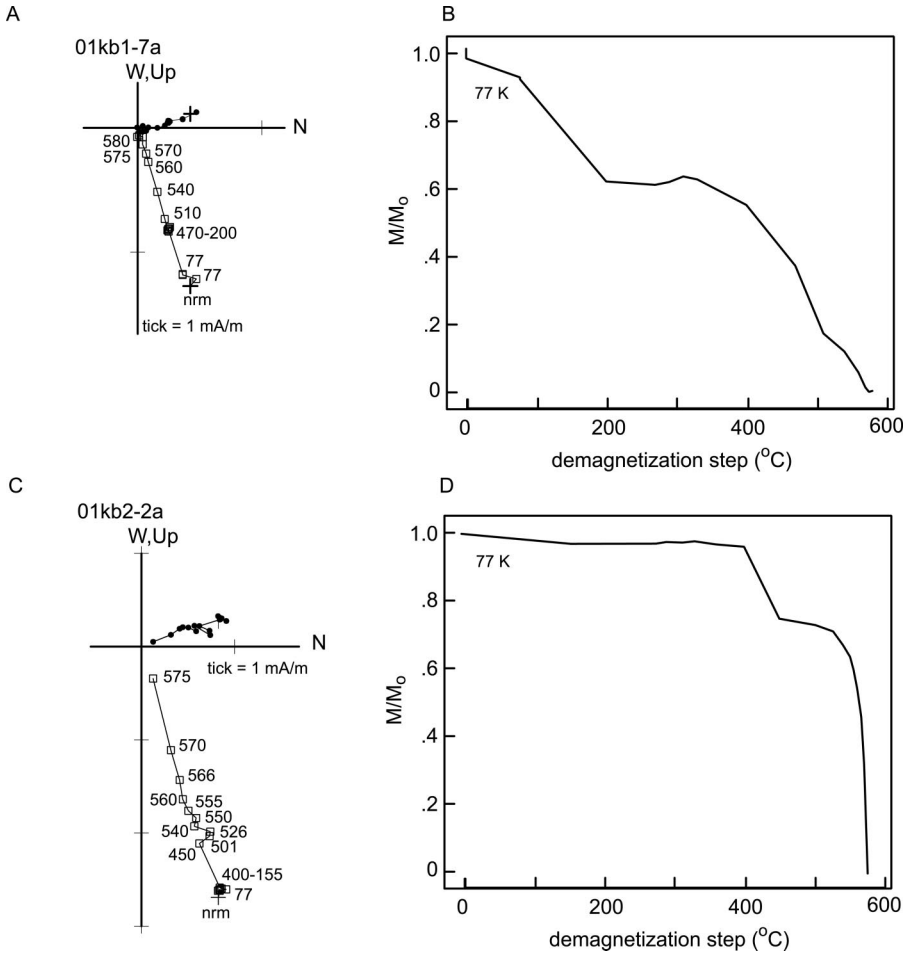 A
01kb1-7a
W,Up
N
580
575
570
560
540
510
470-200
77
77
nrm
tick = 1 mA/m
B
1.0
.8
.6
.4
.2
0
M/Mo
77 K
0
200
400
600
demagnetization step (°C)
C
01kb2-2a
W,Up
N
tick = 1 mA/m
575
570
566
560
555
550
540
526
501
450
400-155
77
nrm
D
1.0
.8
.6
.4
.2
0
M/Mo
77 K
0
200
400
600
demagnetization step (°C)